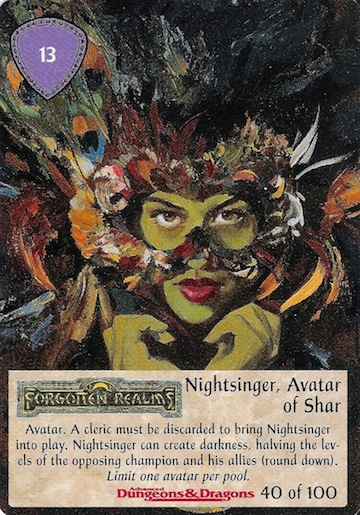 13
Nightsinger, Avatar
of Shar
FORGOTTEN REALMS
Avatar. A cleric must be discarded to bring Nightsinger
into play. Nightsinger can create darkness, halving the lev-
els of the opposing champion and his allies (round down).
Limit one avatar per pool.
Advanced
Dungeons & Dragons
40 of 100